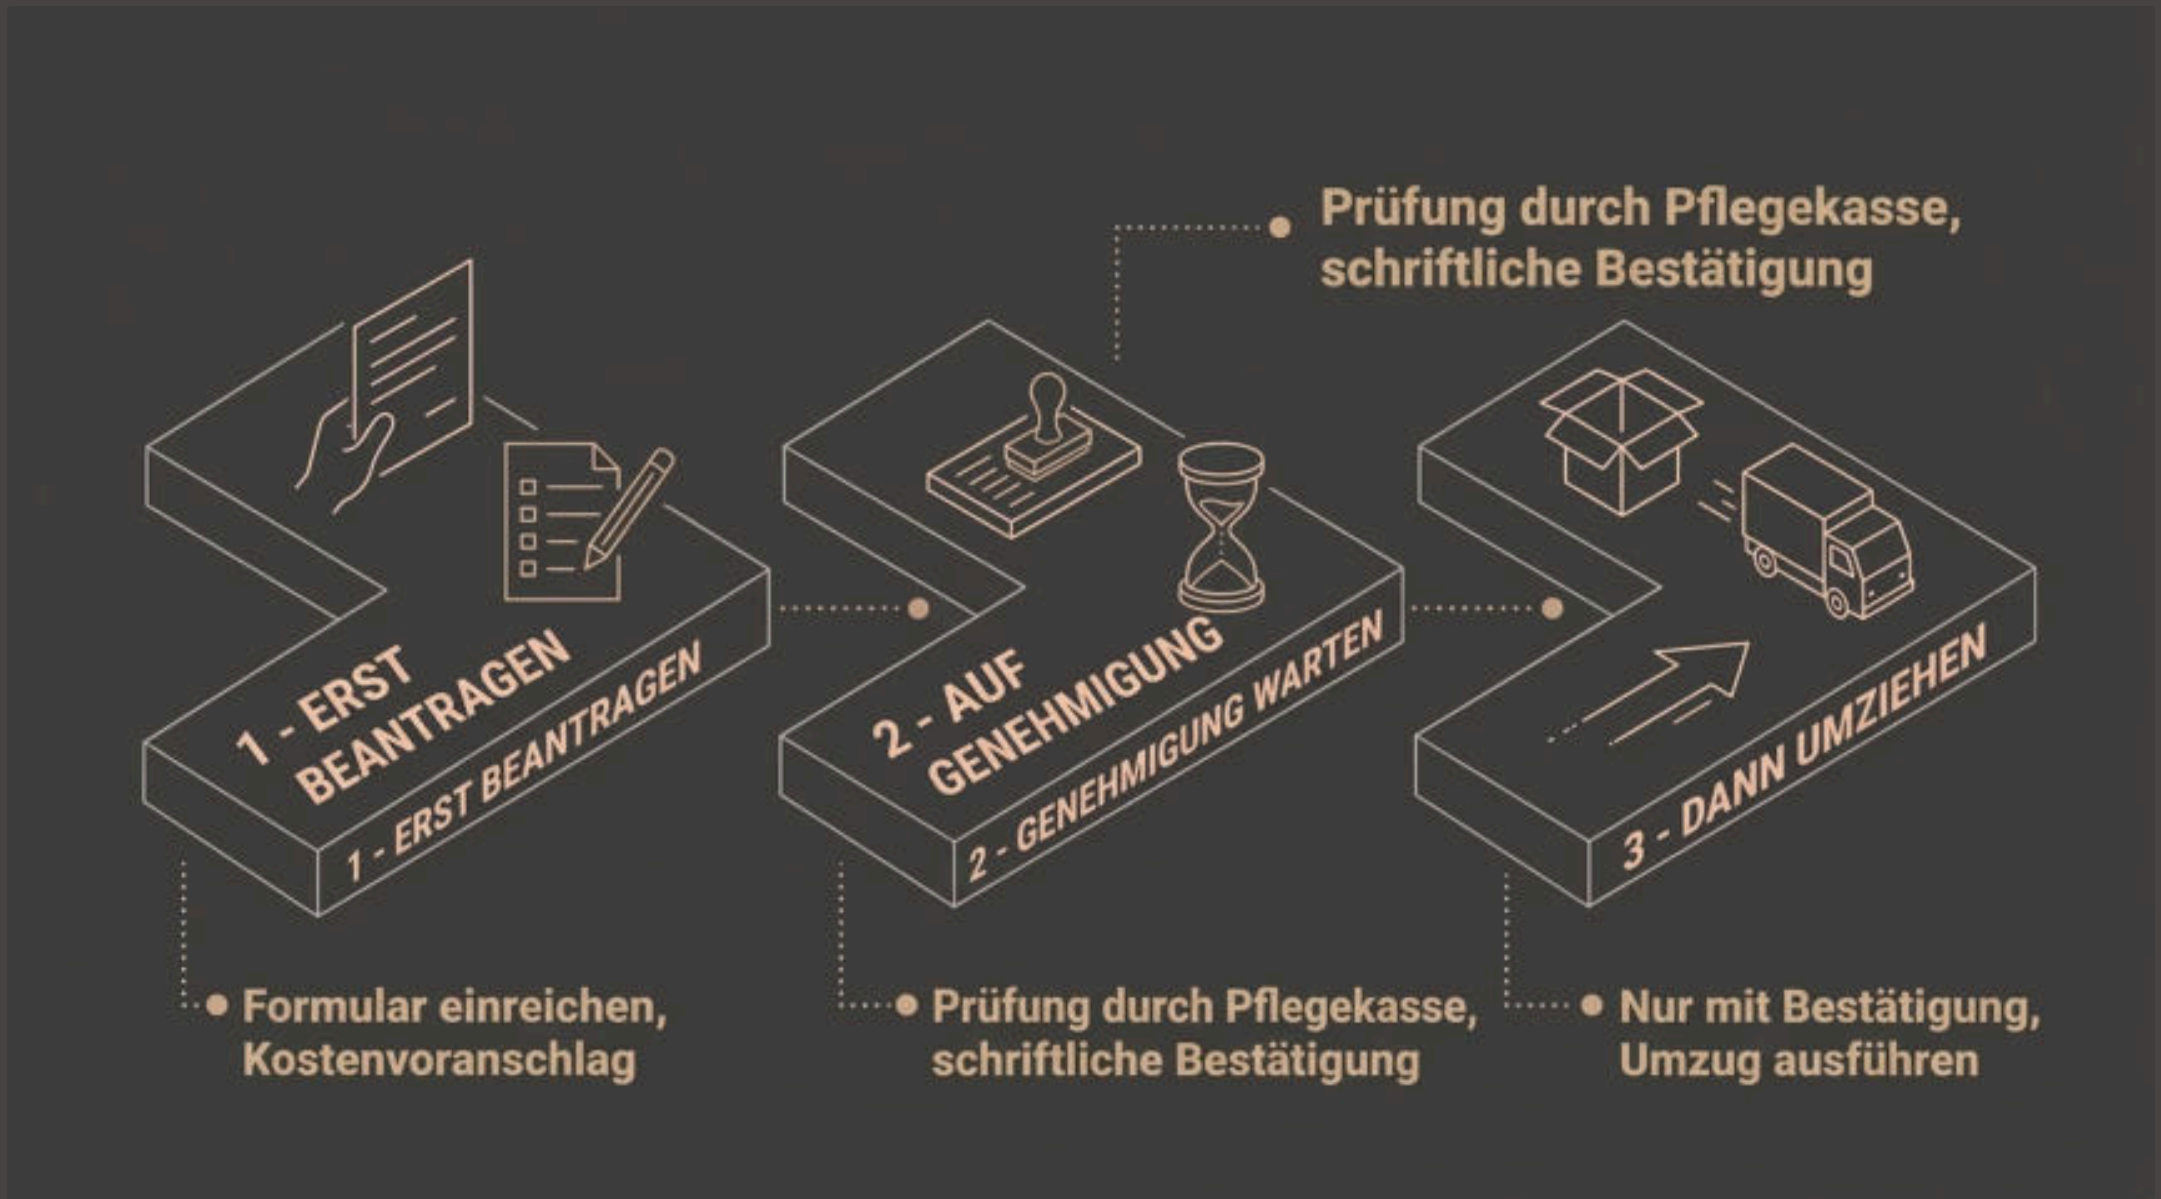 Prüfung durch Pflegekasse,
schriftliche Bestätigung
1 - ERST
BEANTRAGEN
1 - ERST BEANTRAGEN
2 - AUF
GENEHMIGUNG
2 - GENEHMIGUNG WARTEN
3 - DANN UMZIEHEN
Formular einreichen,
Kostenvoranschlag
Prüfung durch Pflegekasse,
schriftliche Bestätigung
Nur mit Bestätigung,
Umzug ausführen